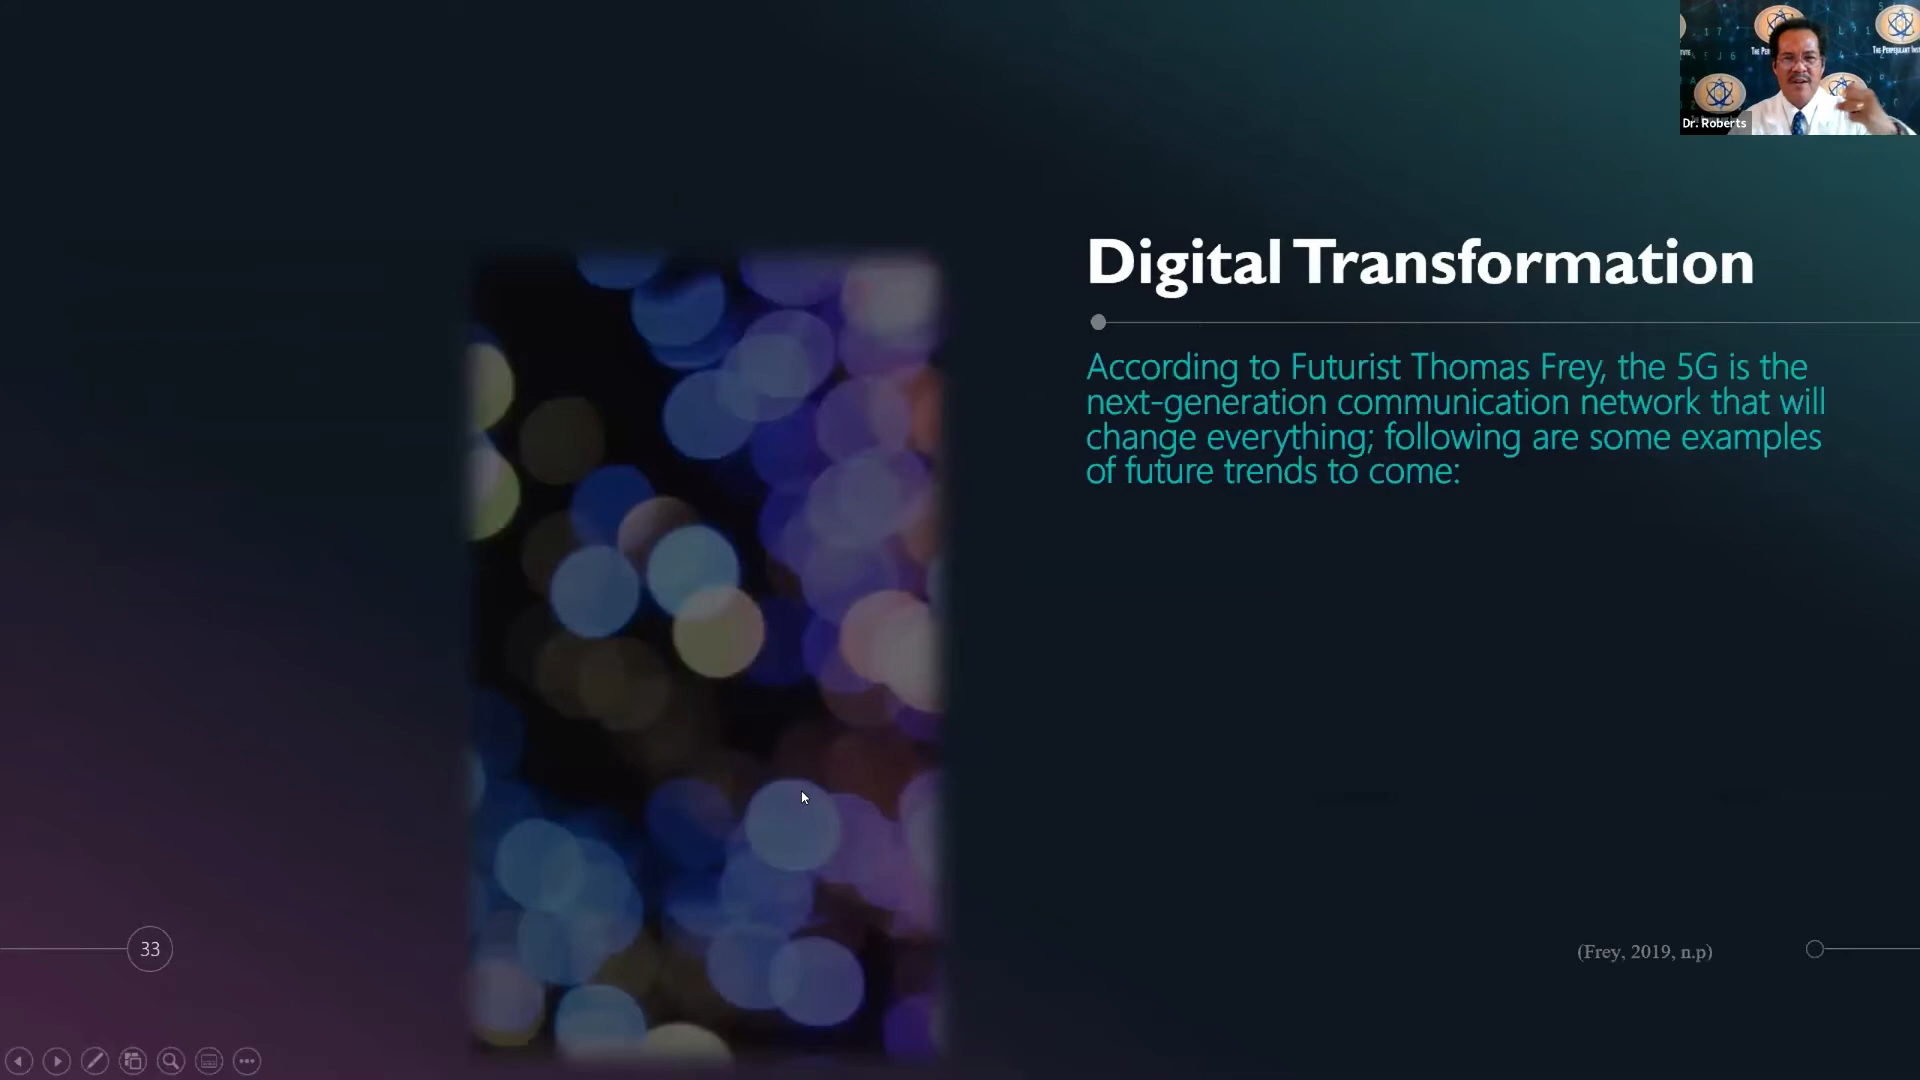 Digital Transformation
According to Futurist Thomas Frey, the 5G is the
next-generation communication network that will
change everything; following are some examples
of future trends to come:
(Frey, 2019, n.p)
33
Dr. Roberts